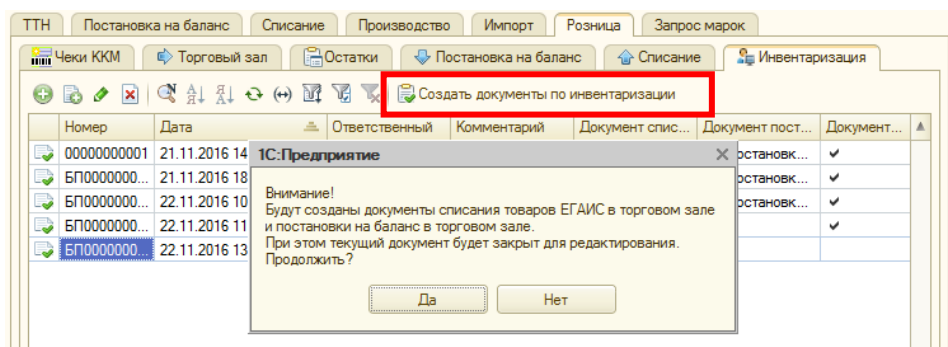 ТТН Постановка на баланс Списание Производство Импорт Розница Запрос марок
Чеки ККМ Торговый зал Остатки Постановка на баланс Списание Инвентаризация
Создать документы по инвентаризации
Номер Дата Ответственный Комментарий Документ спис... Документ пост... Документ...
00000000001 21.11.2016 14
БП0000000... 21.11.2016 18
БП0000000... 22.11.2016 10
БП0000000... 22.11.2016 11
БП0000000... 22.11.2016 13
1С:Предприятие
Внимание!
Будут созданы документы списания товаров ЕГАИС в торговом зале
и постановки на баланс в торговом зале.
При этом текущий документ будет закрыт для редактирования.
Продолжить?
Да Нет